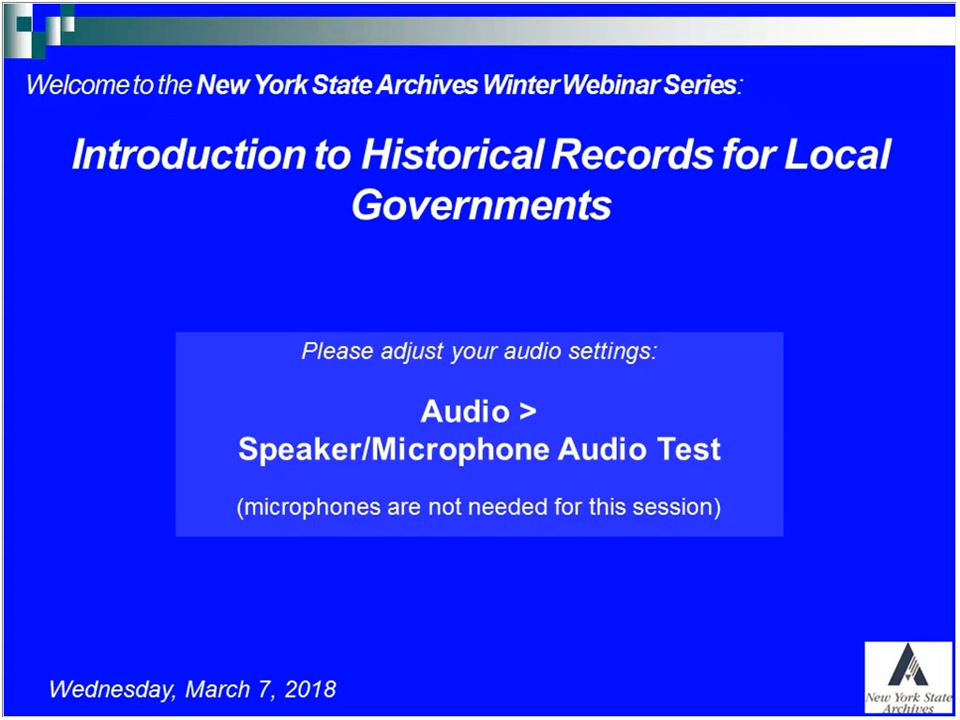 Welcome to the New York State Archives Winter Webinar Series:
Introduction to Historical Records for Local
Governments
Please adjust your audio settings:
Audio >
Speaker/Microphone Audio Test
(microphones are not needed for this session)
Wednesday, March 7, 2018
New York State
Archives